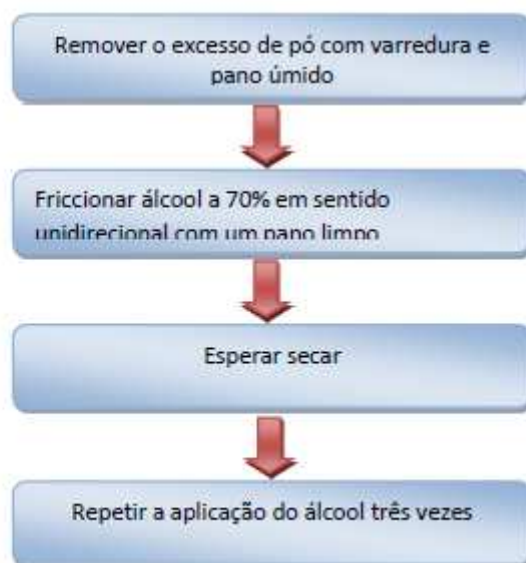 Remover o excesso de pó com varredura e
pano úmido
Friccionar álcool a 70% em sentido
unidirecional com um pano limpo
Esperar secar
Repetir a aplicação do álcool três vezes